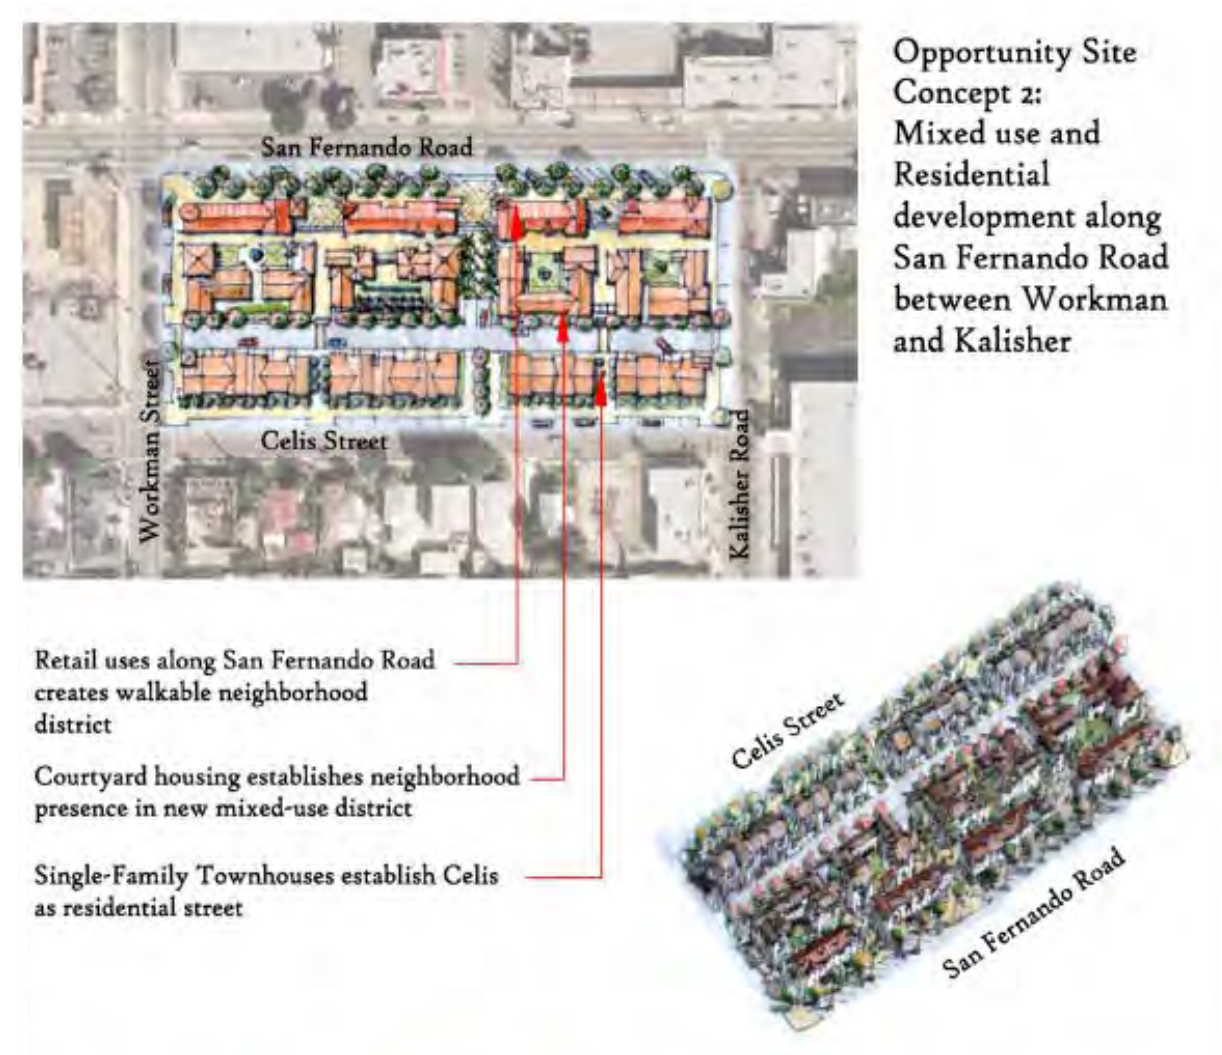 Opportunity Site
Concept 2:
Mixed use and
Residential
development along
San Fernando Road
between Workman
and Kalisher
San Fernando Road
Workman Street
Celis Street
Kalisher Road
Retail uses along San Fernando Road
creates walkable neighborhood
district
Courtyard housing establishes neighborhood
presence in new mixed-use district
Single-Family Townhouses establish Celis
as residential street
Celis Street
San Fernando Road